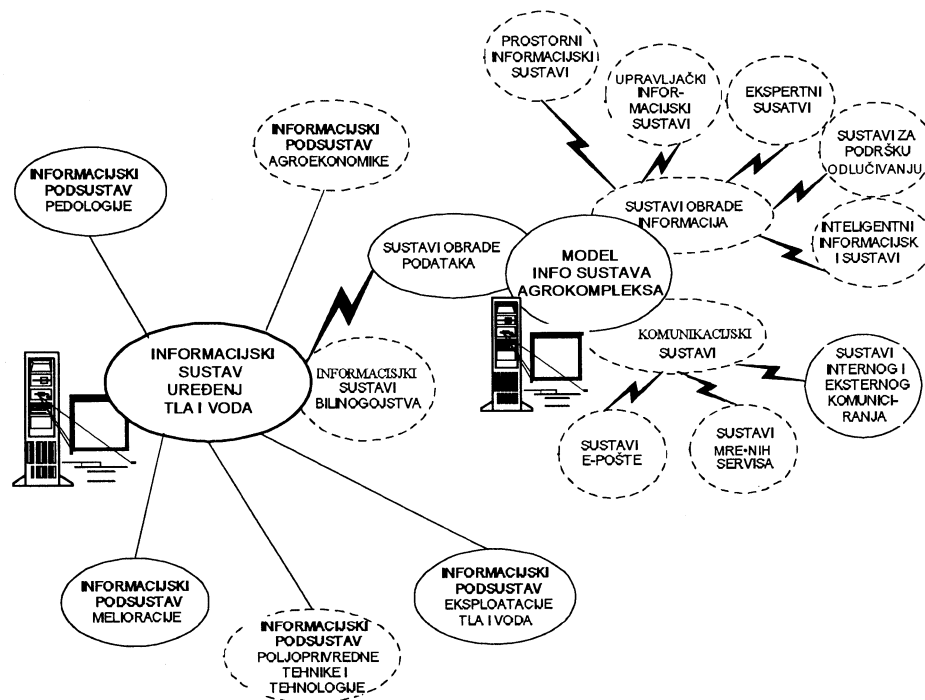 PROSTORNI
INFORMACIJSKI
SUSTAVI
UPRAVLJAČKI
INFOR-
MACIJSKI
SUSTAVI
EKSPERTNI
SUSATVI
SUSTAVI ZA
PODRŠKU
ODLUČIVANJU
INFORMACIJSKI
PODSUSTAV
AGROEKONOMIKE
INFORMACIJSKI
PODSUSTAV
PEDOLOGIJE
SUSTAVI OBRADE
INFORMACIJA
INTELIGENTNI
INFORMACIJSK
I SUSTAVI
SUSTAVI OBRADE
PODATAKA
MODEL
INFO SUSTAVA
AGROKOMPLEKSA
KOMUNIKACIJSKI
SUSTAVI
INFORMACIJSKI
SUSTAV
UREĐENJ
TLA I VODA
INFORMACISJKI
SUSTAVI
BILINOGOJSTVA
SUSTAVI
INTERNOG I
EKSTERNOG
KOMUNICI-
RANJA
SUSTAVI
E-POŠTE
SUSTAVI
MRE•NIH
SERVISA
INFORMACIJSKI
PODSUSTAV
MELIORACIJE
INFORMACIJSKI
PODSUSTAV
EKSPLOATACIJE
TLA I VODA
INFORMACIJSKI
PODSUSTAV
POLJOPRIVREDNE
TEHNIKE I
TEHNOLOGIJE